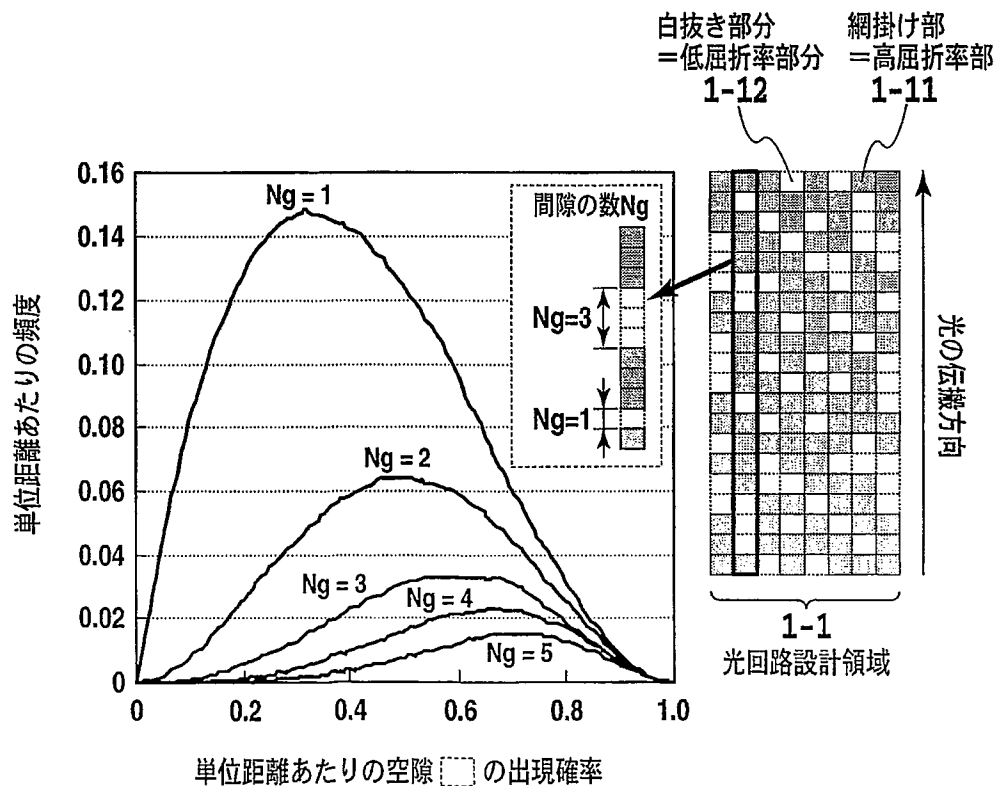 白抜き部分
＝低屈折率部分
1-12
網掛け部
＝高屈折率部
1-11
0.16
0.14
0.12
0.10
0.08
0.06
0.04
0.02
0
単位距離あたりの頻度
Ng = 1
Ng = 2
Ng = 3
Ng = 4
Ng = 5
間隙の数Ng
Ng=3
Ng=1
光の伝搬方向
1-1
光回路設計領域
0
0.2
0.4
0.6
0.8
1.0
単位距離あたりの空隙 の出現確率